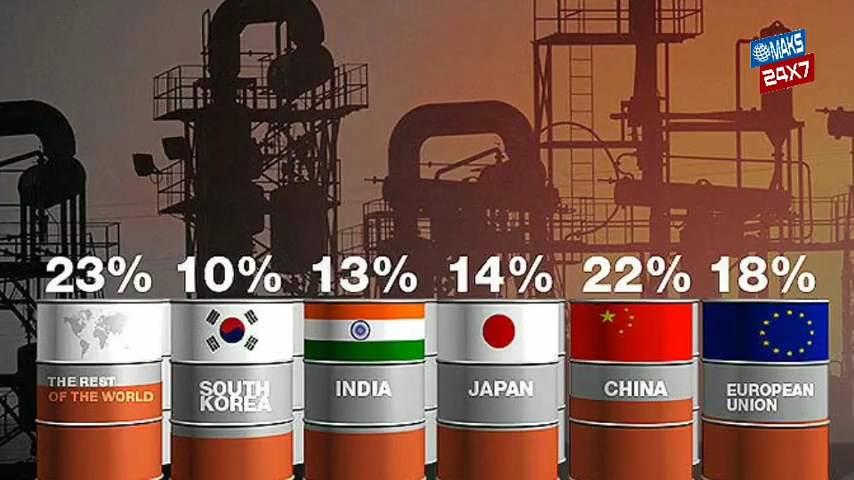 MAKS
24X7
23% 10% 13% 14% 22% 18%
THE REST
OF THE WORLD
SOUTH
KOREA
INDIA
JAPAN
CHINA
EUROPEAN
UNION